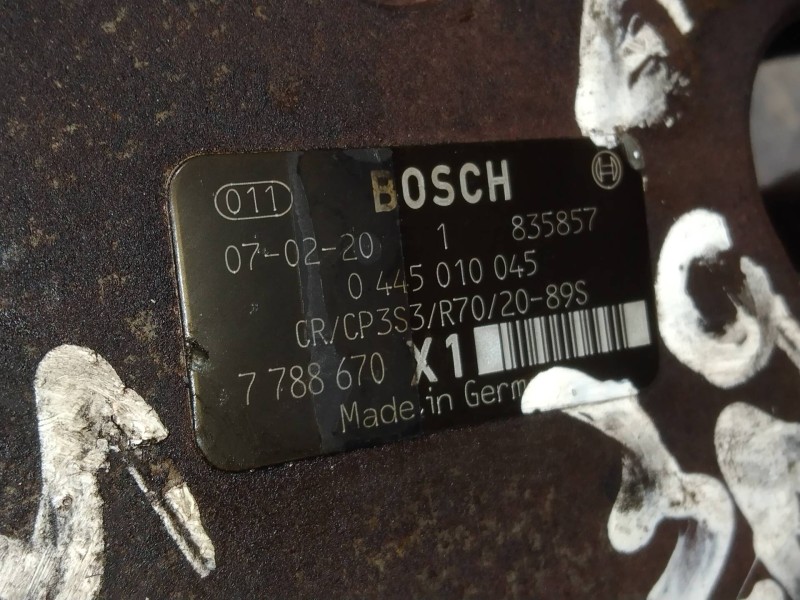 011 BOSCH
07-02-20 1 835857
0 445 010 045
CR/CP3S3/R70/20-89S
7 788 670 X1
Made in Germ